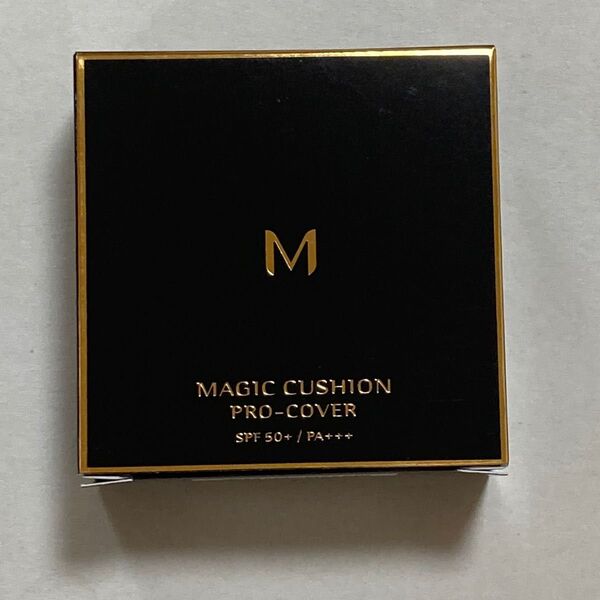 M
MAGIC CUSHION
PRO-COVER
SPF 50+ / PA+++